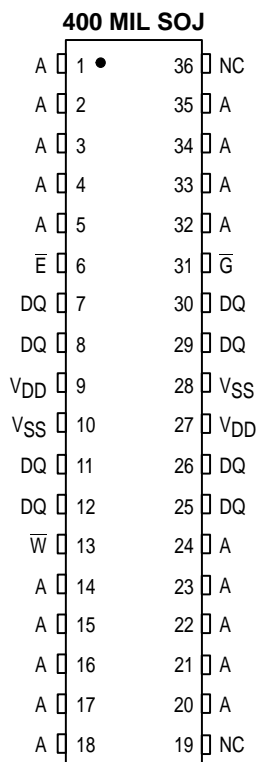 400 MIL SOJ
A 1 36 NC
A 2 35 A
A 3 34 A
A 4 33 A
A 5 32 A
E̅ 6 31 G̅
DQ 7 30 DQ
DQ 8 29 DQ
VDD 9 28 VSS
VSS 10 27 VDD
DQ 11 26 DQ
DQ 12 25 DQ
W̅ 13 24 A
A 14 23 A
A 15 22 A
A 16 21 A
A 17 20 A
A 18 19 NC